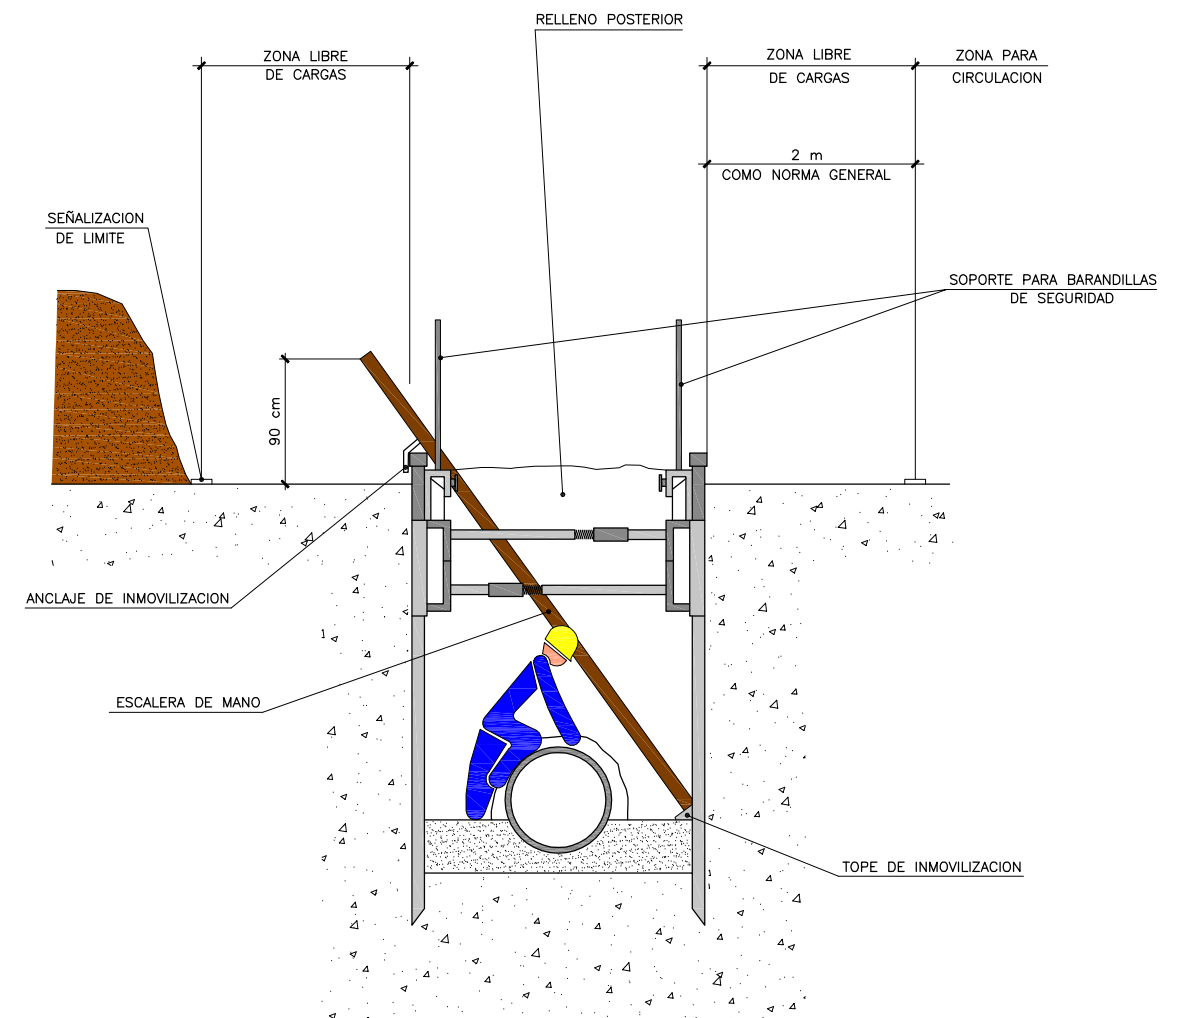 RELLENO POSTERIOR
ZONA LIBRE
DE CARGAS
ZONA LIBRE
DE CARGAS
ZONA PARA
CIRCULACION
2 m
COMO NORMA GENERAL
SEÑALIZACION
DE LIMITE
SOPORTE PARA BARANDILLAS
DE SEGURIDAD
90 cm
ANCLAJE DE INMOVILIZACION
ESCALERA DE MANO
TOPE DE INMOVILIZACION